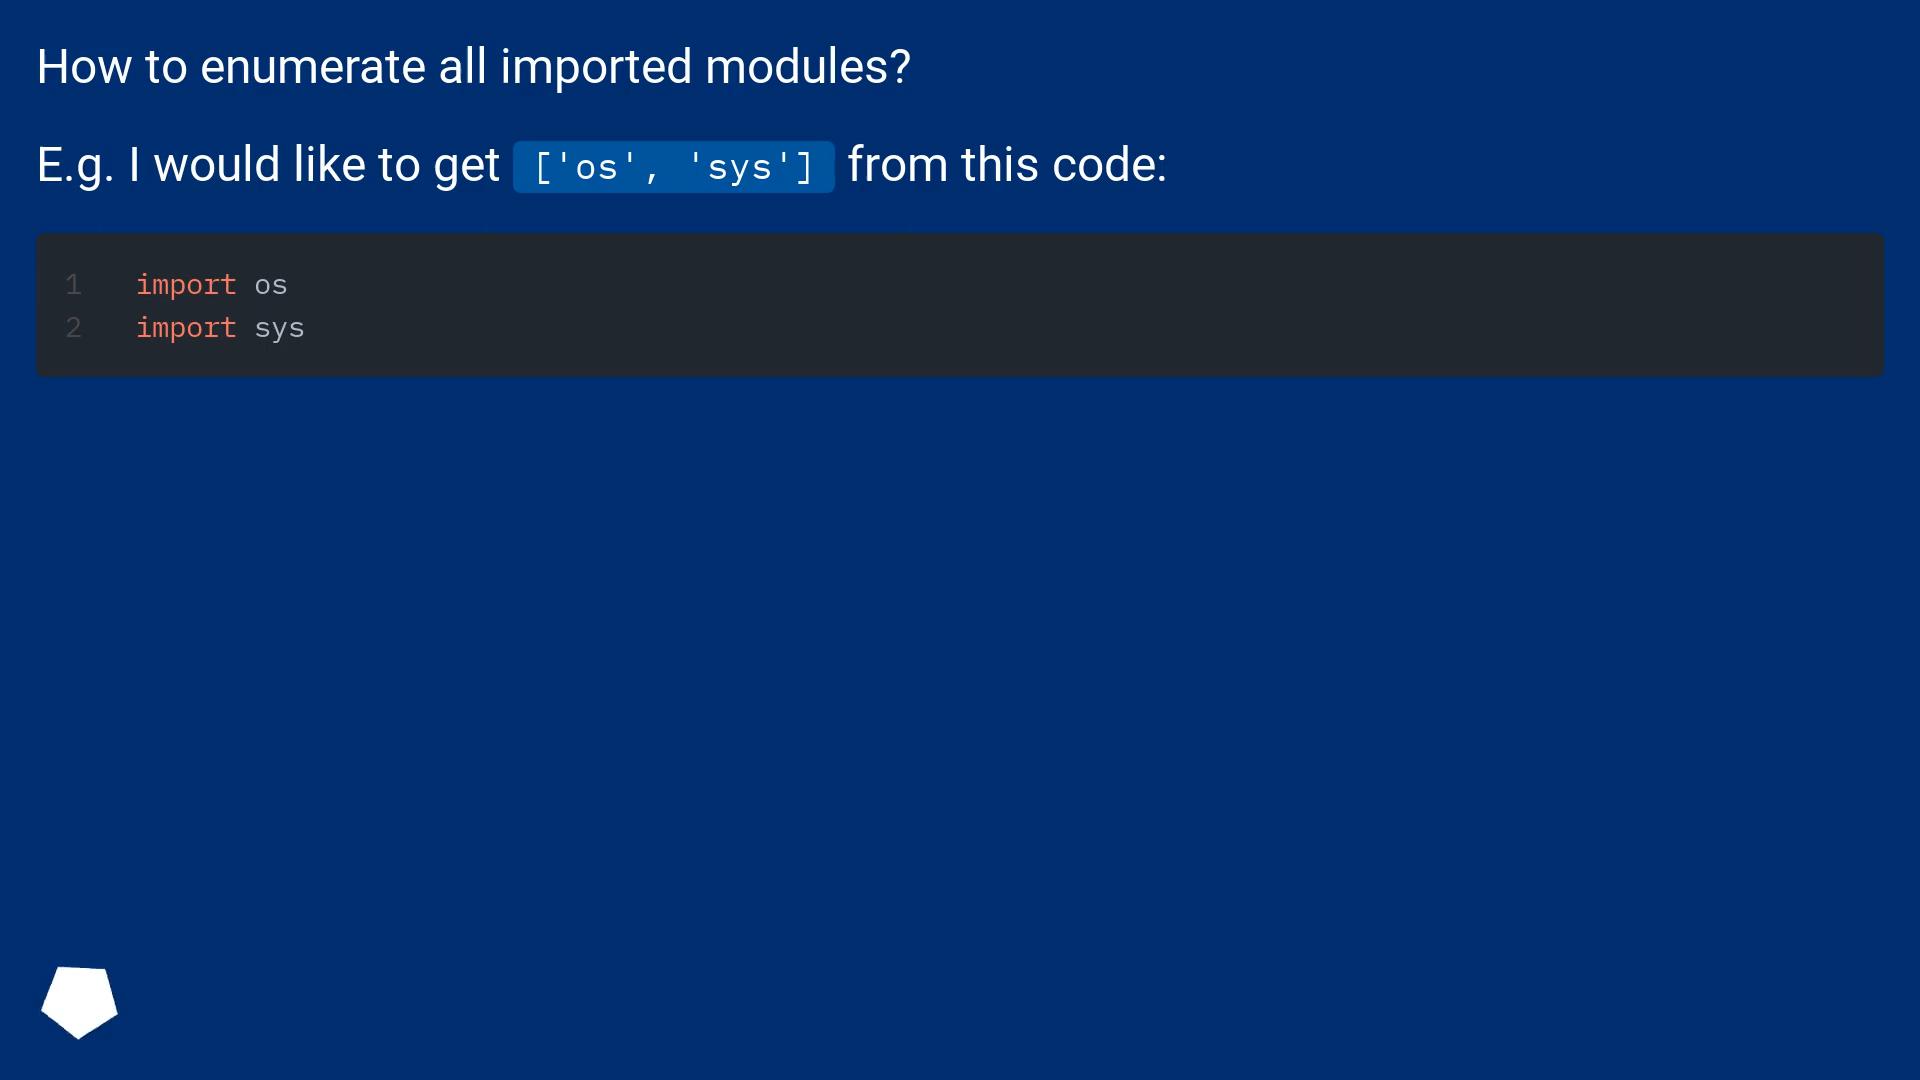 How to enumerate all imported modules?
E.g. I would like to get ['os', 'sys'] from this code:
1 import os
2 import sys